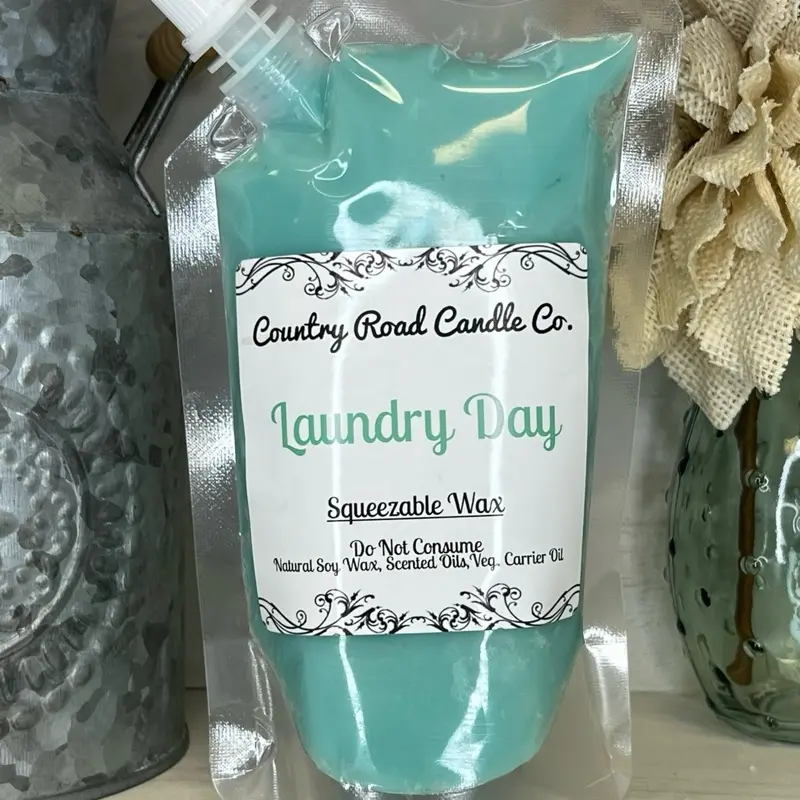 Country Road Candle Co.
Laundry Day
Squeezable Wax
Do Not Consume
Natural Soy Wax, Scented Oils,Veg. Carrier Oil